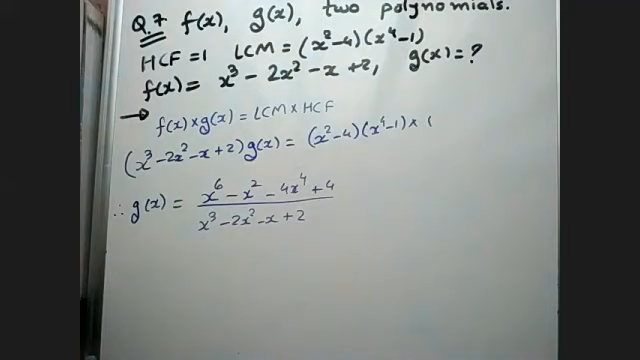 Q.7 f(x), g(x), two polynomials.
HCF = 1 LCM = (x²-4)(x⁴-1)
f(x) = x³ - 2x² - x + 2, g(x) = ?
→ f(x) × g(x) = LCM × HCF
(x³ - 2x² - x + 2) g(x) = (x² - 4)(x⁴ - 1) × 1
∴ g(x) = x⁶ - x² - 4x⁴ + 4
x³ - 2x² - x + 2